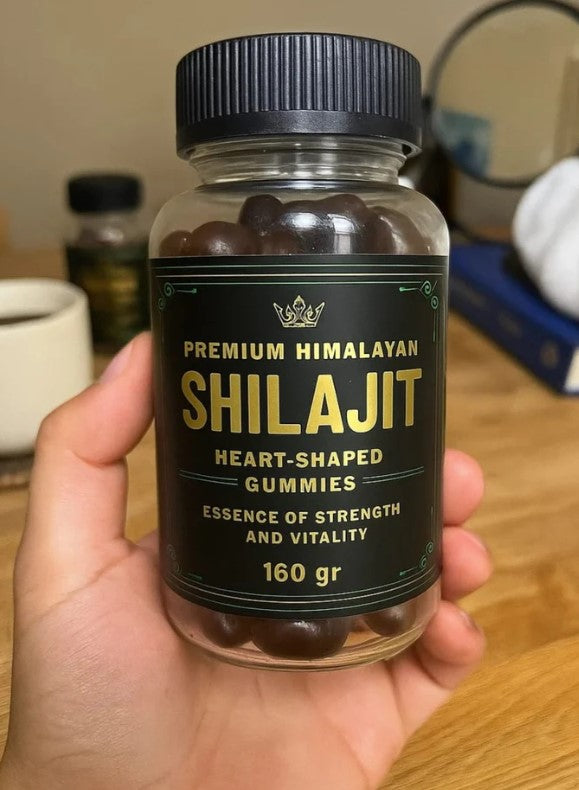 PREMIUM HIMALAYAN
SHILAJIT
HEART-SHAPED
GUMMIES
ESSENCE OF STRENGTH
AND VITALITY
160 gr